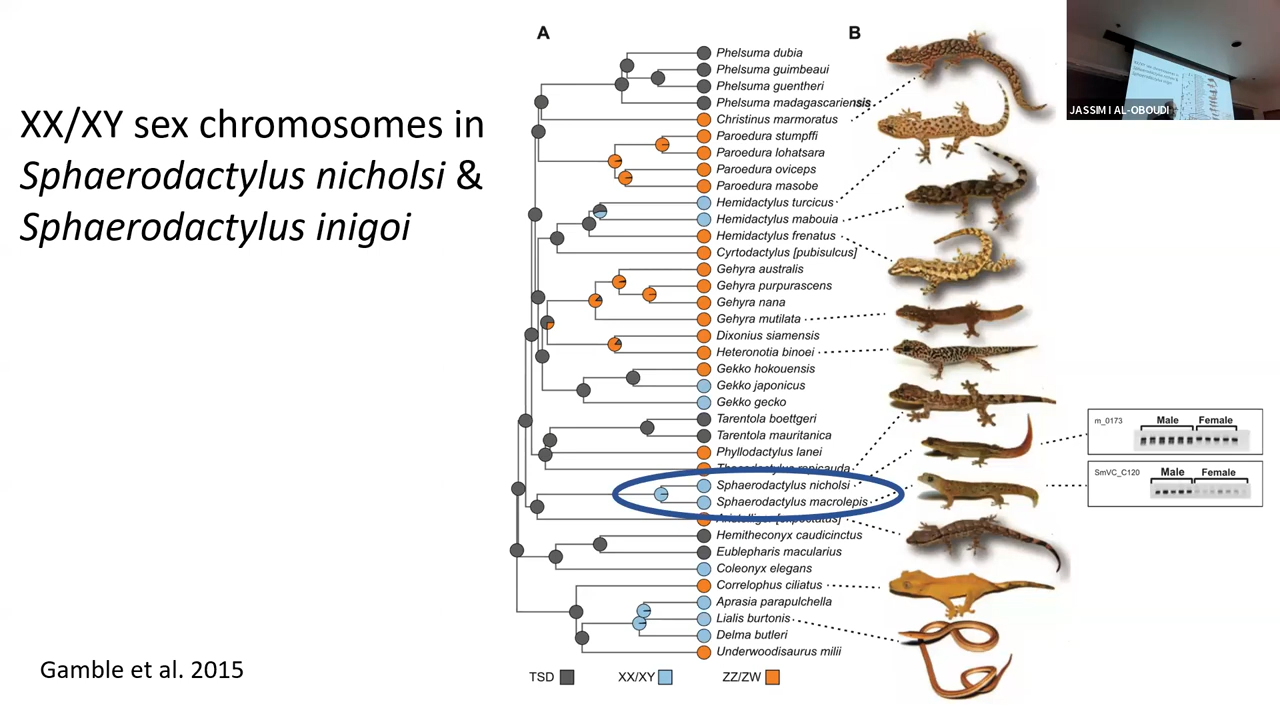 XX/XY sex chromosomes in
Sphaerodactylus nicholsi &
Sphaerodactylus inigoi
Gamble et al. 2015
A
B
Phelsuma dubia
Phelsuma guimbeaui
Phelsuma guentheri
Phelsuma madagascariensis
Christinus marmoratus
Paroedura stumpffi
Paroedura lohatsara
Paroedura oviceps
Paroedura masobe
Hemidactylus turcicus
Hemidactylus mabouia
Hemidactylus frenatus
Cyrtodactylus [pubisulcus]
Gehyra australis
Gehyra purpurascens
Gehyra nana
Gehyra mutilata
Dixonius siamensis
Heteronotia binoei
Gekko hokouensis
Gekko japonicus
Gekko gecko
Tarentola boettgeri
Tarentola mauritanica
Phyllodactylus lanei
Thecadactylus rapicauda
Sphaerodactylus nicholsi
Sphaerodactylus macrolepis
Aristelliger [expectatus]
Hemitheconyx caudicinctus
Eublepharis macularius
Coleonyx elegans
Correlophus ciliatus
Aprasia parapulchella
Lialis burtonis
Delma butleri
Underwoodisaurus milii
TSD
XX/XY
ZZ/ZW
m_0173
Male
Female
SmVC_C120
Male
Female
JASSIM I AL-OBOUDI